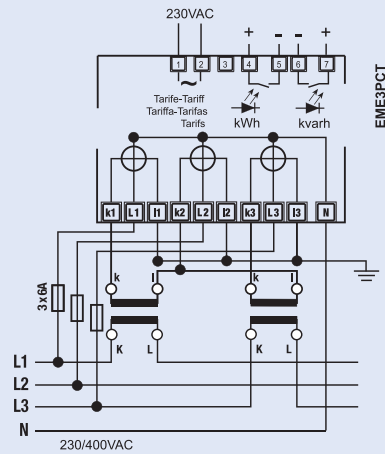 230VAC
+ - - +
1 2 3 4 5 6 7
~
Tarife-Tariff
Tariffa-Tarifas
Tarifs
kWh kvarh
EME3PCT
k1 L1 l1 k2 L2 l2 k3 L3 l3 N
k l k l
3x6A
K L K L
L1
L2
L3
N
230/400VAC